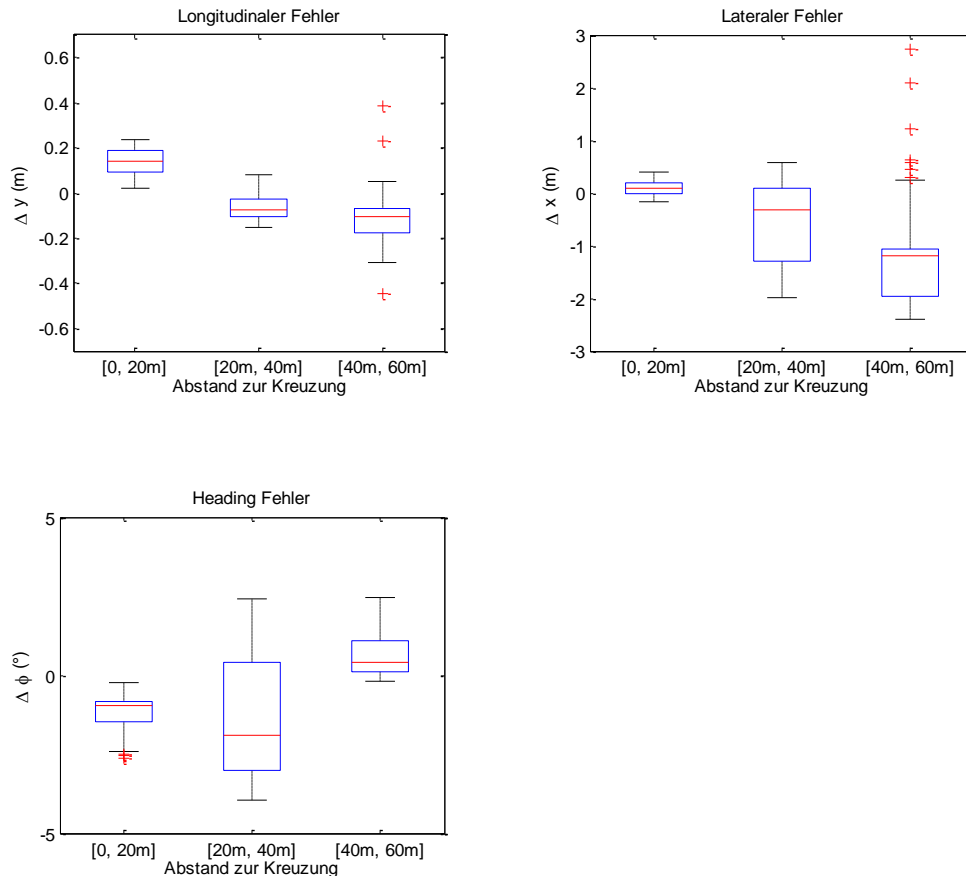 Longitudinaler Fehler
0.6
0.4
0.2
0
-0.2
-0.4
-0.6
Δ y (m)
[0, 20m] [20m, 40m] [40m, 60m]
Abstand zur Kreuzung
Lateraler Fehler
3
2
1
0
-1
-2
-3
Δ x (m)
[0, 20m] [20m, 40m] [40m, 60m]
Abstand zur Kreuzung
Heading Fehler
5
0
-5
Δ ϕ (°)
[0, 20m] [20m, 40m] [40m, 60m]
Abstand zur Kreuzung